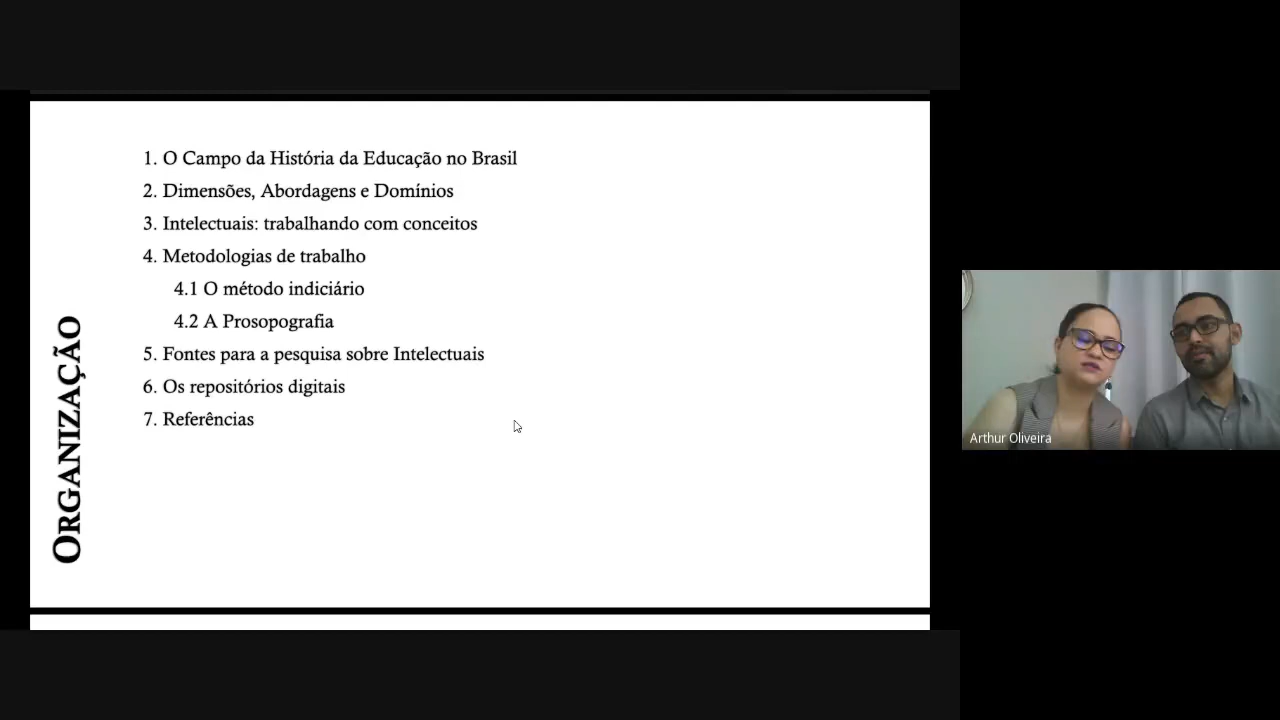 ORGANIZAÇÃO
1. O Campo da História da Educação no Brasil
2. Dimensões, Abordagens e Domínios
3. Intelectuais: trabalhando com conceitos
4. Metodologias de trabalho
4.1 O método indiciário
4.2 A Prosopografia
5. Fontes para a pesquisa sobre Intelectuais
6. Os repositórios digitais
7. Referências
Arthur Oliveira